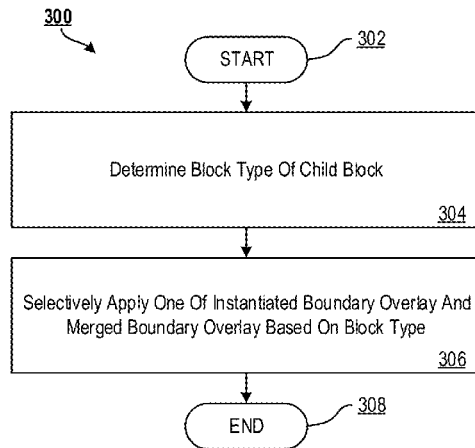 300
START
302
Determine Block Type Of Child Block
304
Selectively Apply One Of Instantiated Boundary Overlay And
Merged Boundary Overlay Based On Block Type
306
END
308